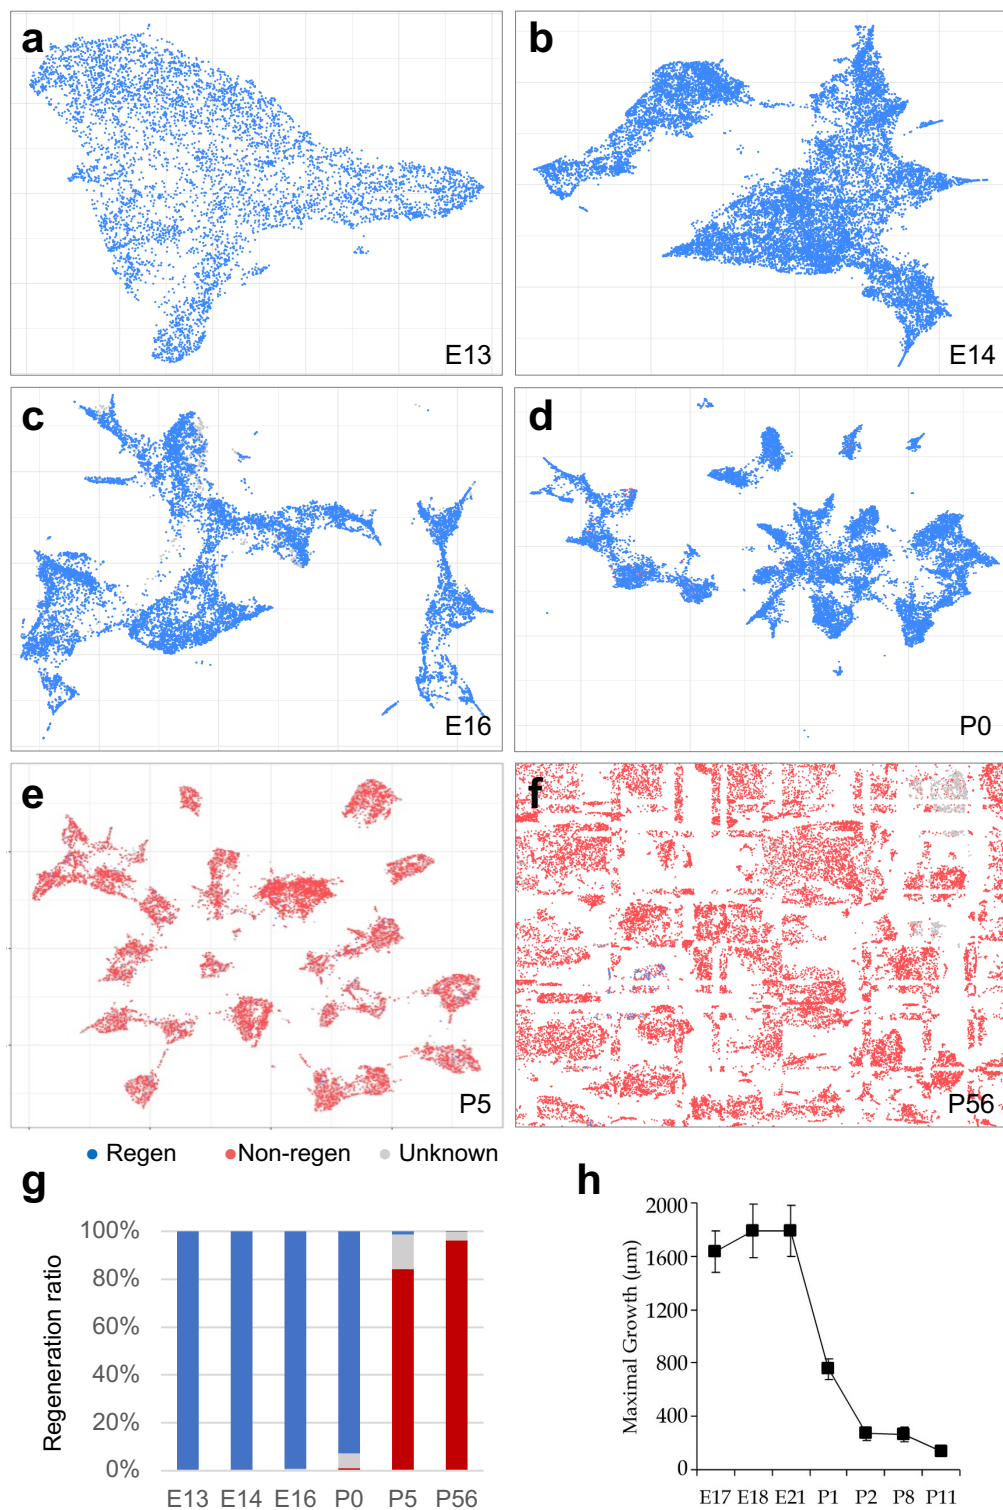 a
b
E13
E14
c
d
E16
P0
e
f
P5
P56
Regen Non-regen Unknown
g
h
Regeneration ratio
100%
80%
60%
40%
20%
0%
E13 E14 E16 P0 P5 P56
Maximal Growth (μm)
2000
1600
1200
800
400
0
E17 E18 E21 P1 P2 P8 P11